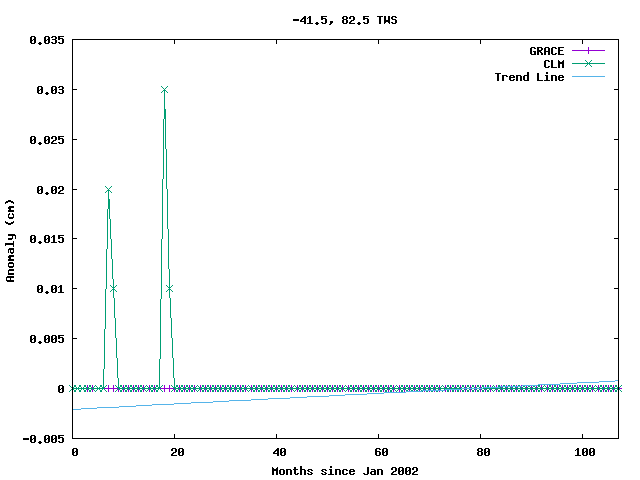 -41.5, 82.5 TWS
GRACE
CLM
Trend Line
0.035
0.03
0.025
0.02
0.015
0.01
0.005
0
-0.005
Anomaly (cm)
0 20 40 60 80 100
Months since Jan 2002